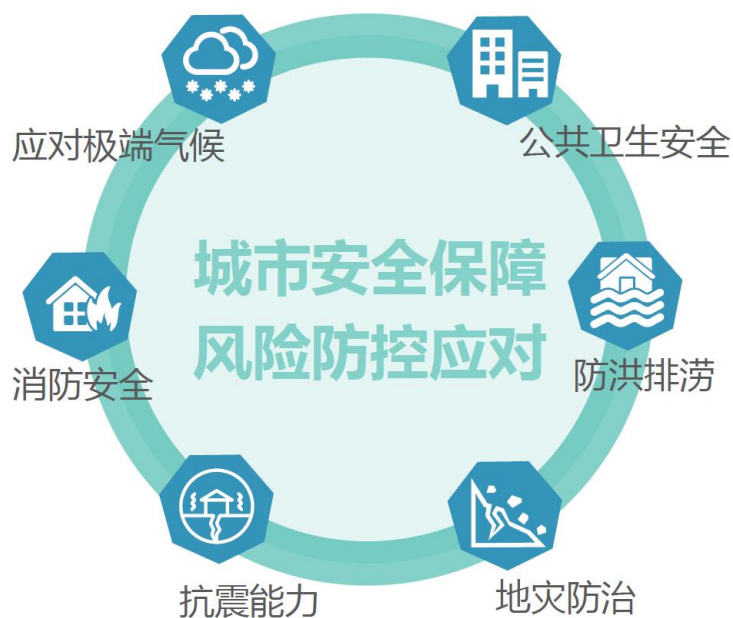 应对极端气候
公共卫生安全
城市安全保障
风险防控应对
消防安全
防洪排涝
抗震能力
地灾防治